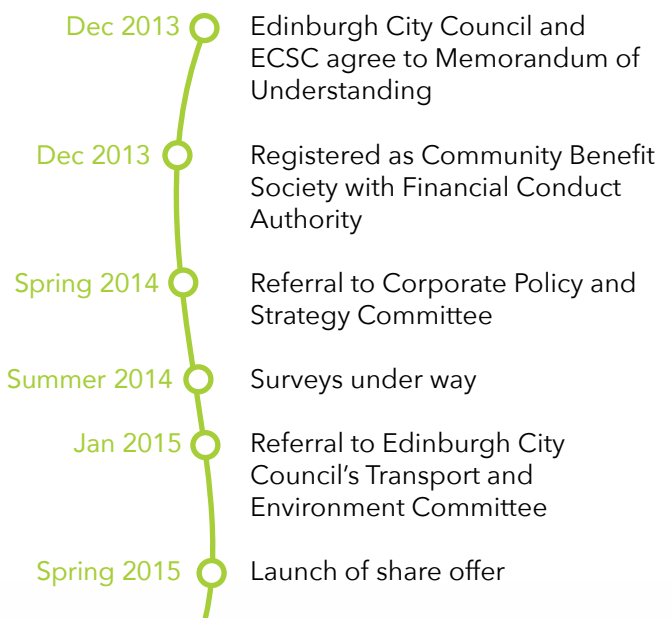 Dec 2013
Edinburgh City Council and
ECSC agree to Memorandum of
Understanding
Dec 2013
Registered as Community Benefit
Society with Financial Conduct
Authority
Spring 2014
Referral to Corporate Policy and
Strategy Committee
Summer 2014
Surveys under way
Jan 2015
Referral to Edinburgh City
Council's Transport and
Environment Committee
Spring 2015
Launch of share offer